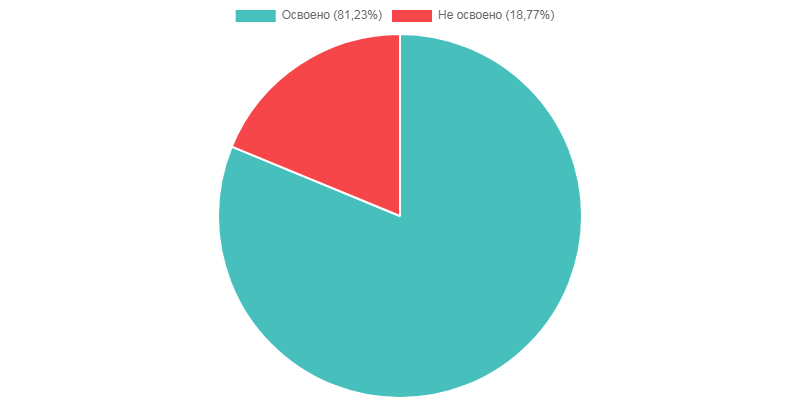 Освоено (81,23%) Не освоено (18,77%)